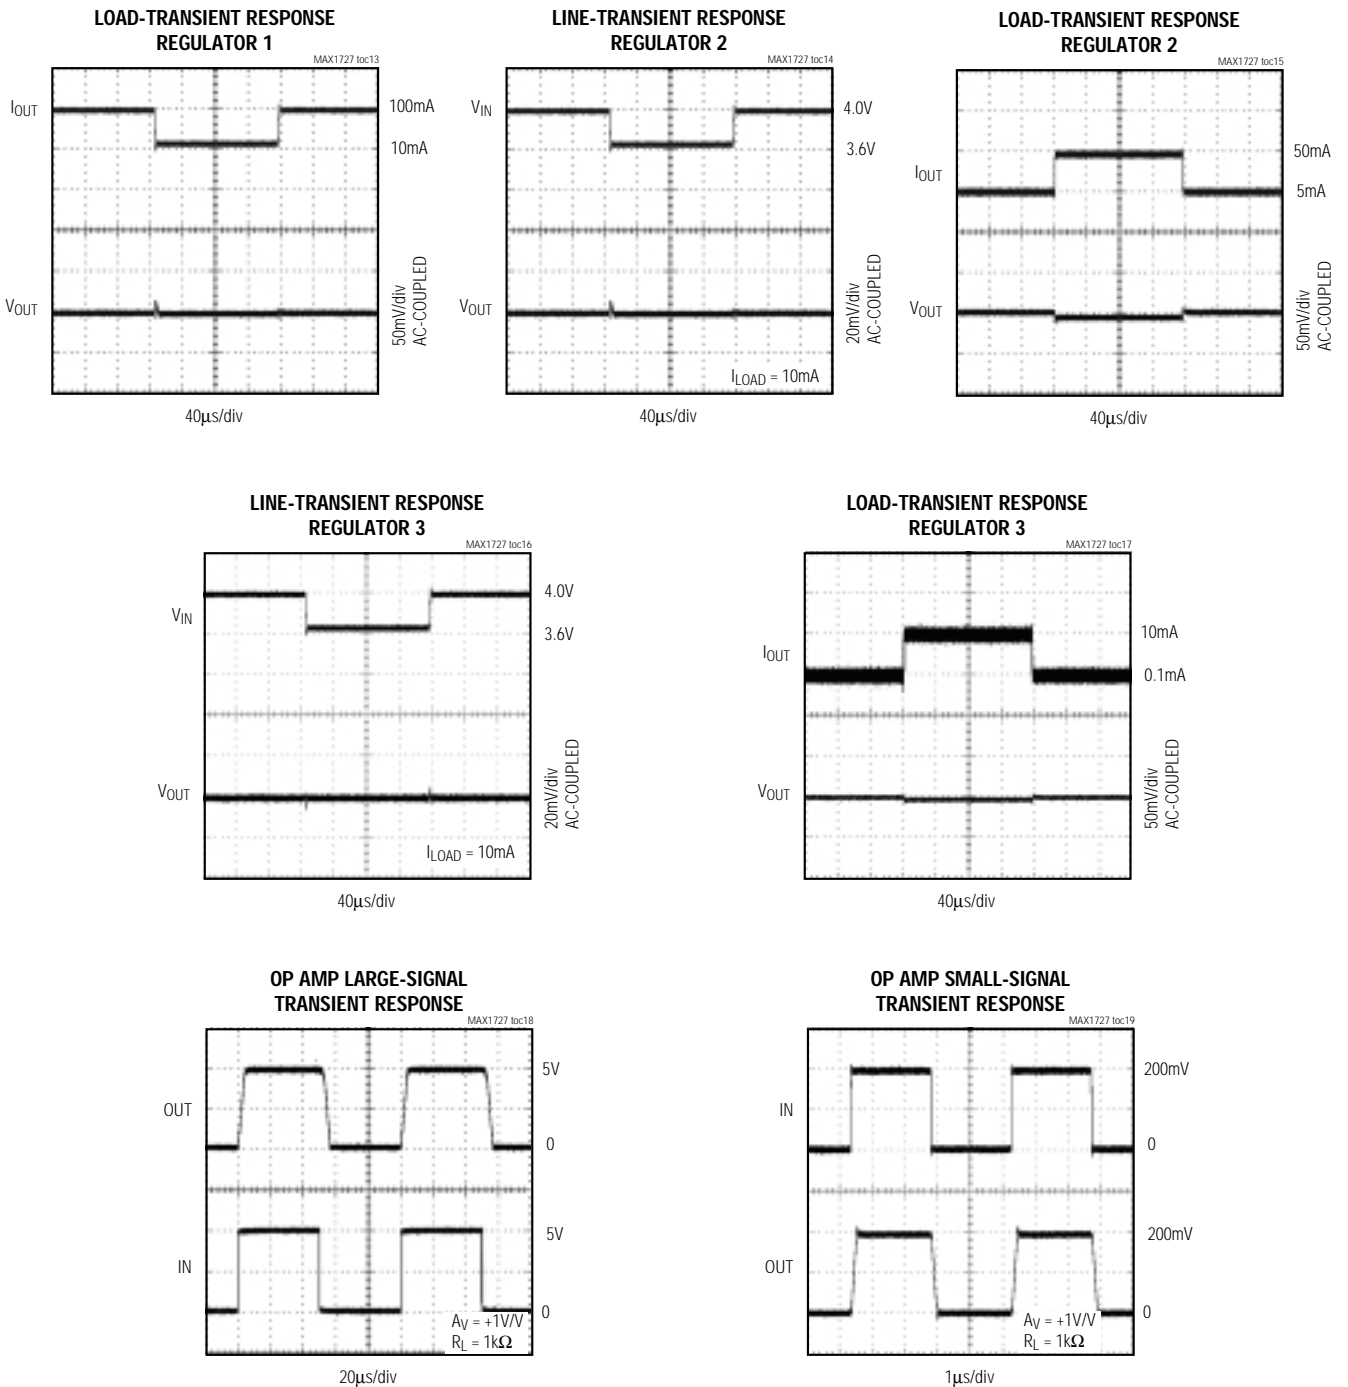 LOAD-TRANSIENT RESPONSE
REGULATOR 1
MAX1727 toc13
IOUT
100mA
10mA
VOUT
50mV/div
AC-COUPLED
40µs/div
LINE-TRANSIENT RESPONSE
REGULATOR 2
MAX1727 toc14
VIN
4.0V
3.6V
VOUT
20mV/div
AC-COUPLED
ILOAD = 10mA
40µs/div
LOAD-TRANSIENT RESPONSE
REGULATOR 2
MAX1727 toc15
IOUT
50mA
5mA
VOUT
50mV/div
AC-COUPLED
40µs/div
LINE-TRANSIENT RESPONSE
REGULATOR 3
MAX1727 toc16
VIN
4.0V
3.6V
VOUT
20mV/div
AC-COUPLED
ILOAD = 10mA
40µs/div
LOAD-TRANSIENT RESPONSE
REGULATOR 3
MAX1727 toc17
IOUT
10mA
0.1mA
VOUT
50mV/div
AC-COUPLED
40µs/div
OP AMP LARGE-SIGNAL
TRANSIENT RESPONSE
MAX1727 toc18
5V
OUT
0
5V
IN
0
AV = +1V/V
RL = 1kΩ
20µs/div
OP AMP SMALL-SIGNAL
TRANSIENT RESPONSE
MAX1727 toc19
200mV
IN
0
200mV
OUT
0
AV = +1V/V
RL = 1kΩ
1µs/div